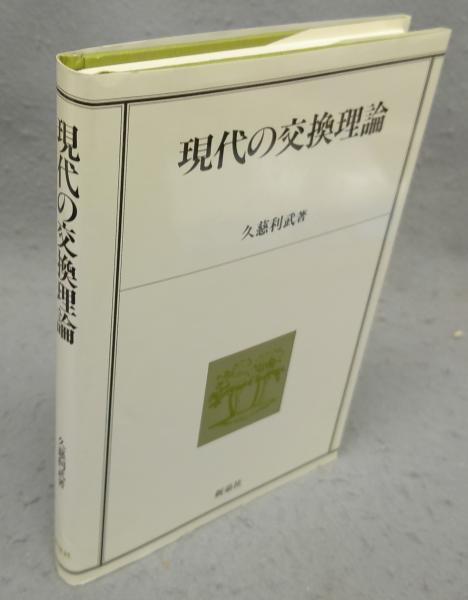 現代の交換理論
久慈利武著
新泉社
現代の交換理論
久慈利武著